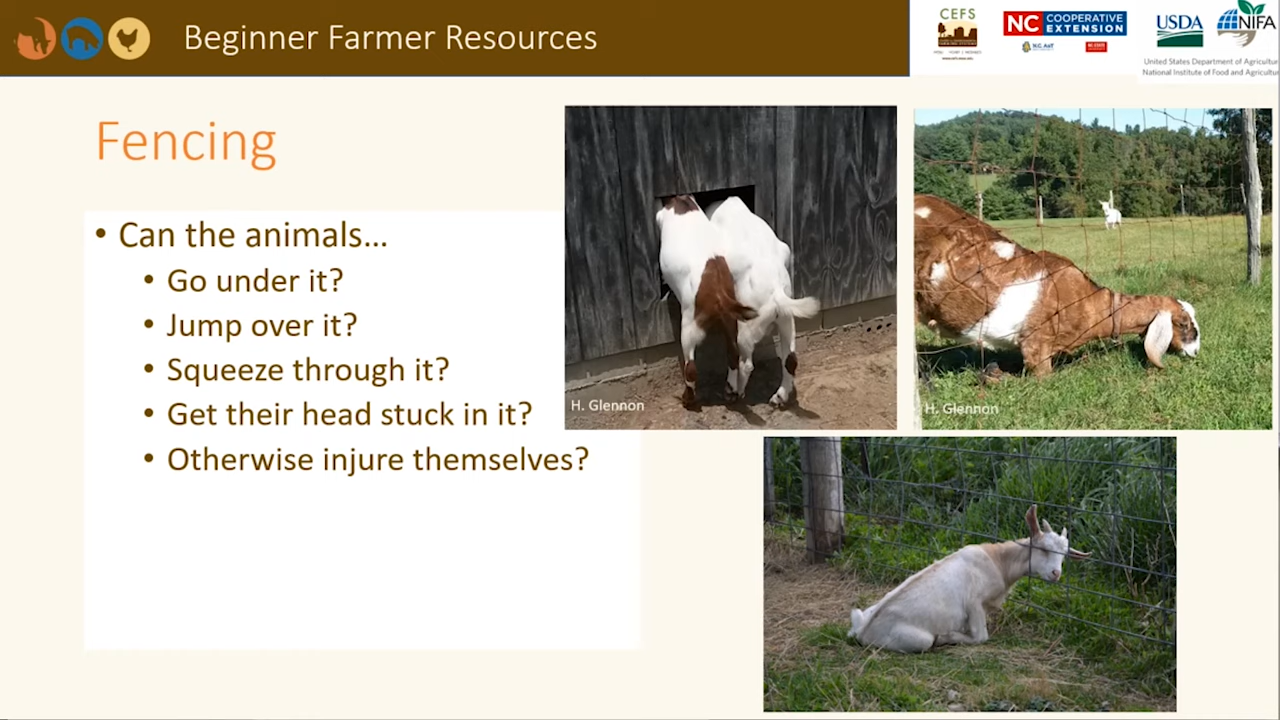 Beginner Farmer Resources
CEFS
NC COOPERATIVE
EXTENSION
USDA
NIFA
United States Department of Agricultur
National Institute of Food and Agricultur
Fencing
• Can the animals...
• Go under it?
• Jump over it?
• Squeeze through it?
• Get their head stuck in it?
• Otherwise injure themselves?
H. Glennon
H. Glennon